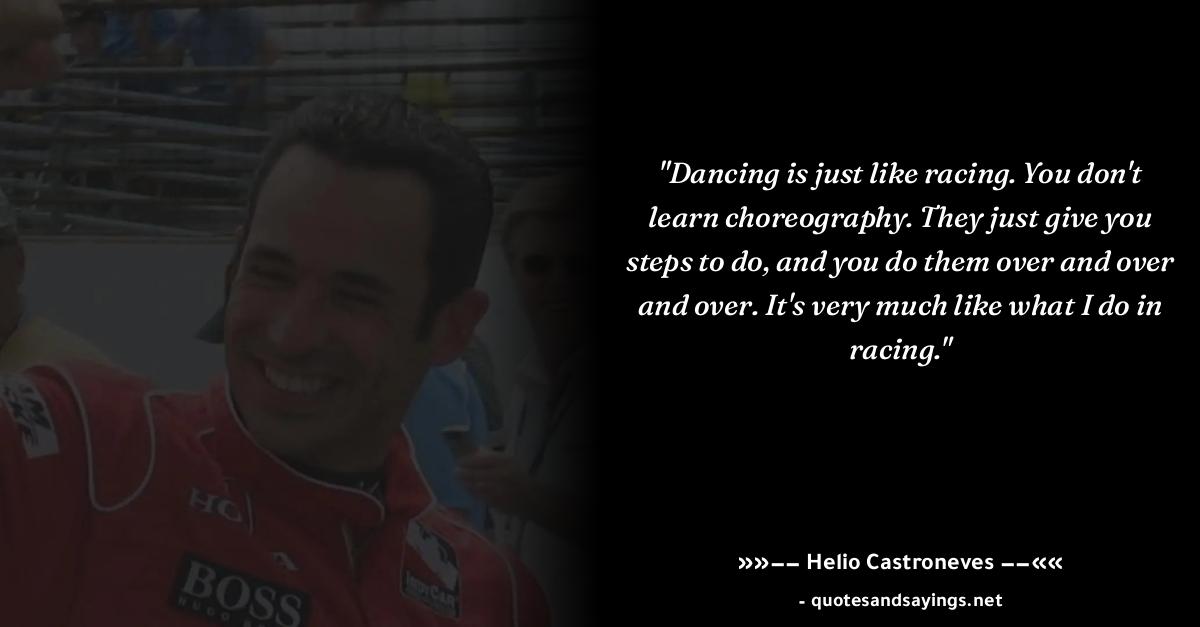 "Dancing is just like racing. You don't
learn choreography. They just give you
steps to do, and you do them over and over
and over. It's very much like what I do in
racing."
»»-- Helio Castroneves --««
- quotesandsayings.net
HC
BOSS
HUGO
INDYCAR